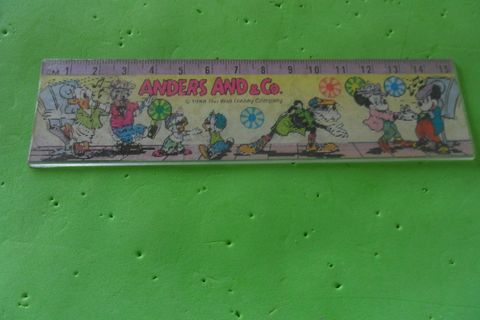 CM 1 2 3 4 5 6 7 8 9 10 11 12 13 14 15
ANDERS AND & Co.
© 1988 The Walt Disney Company